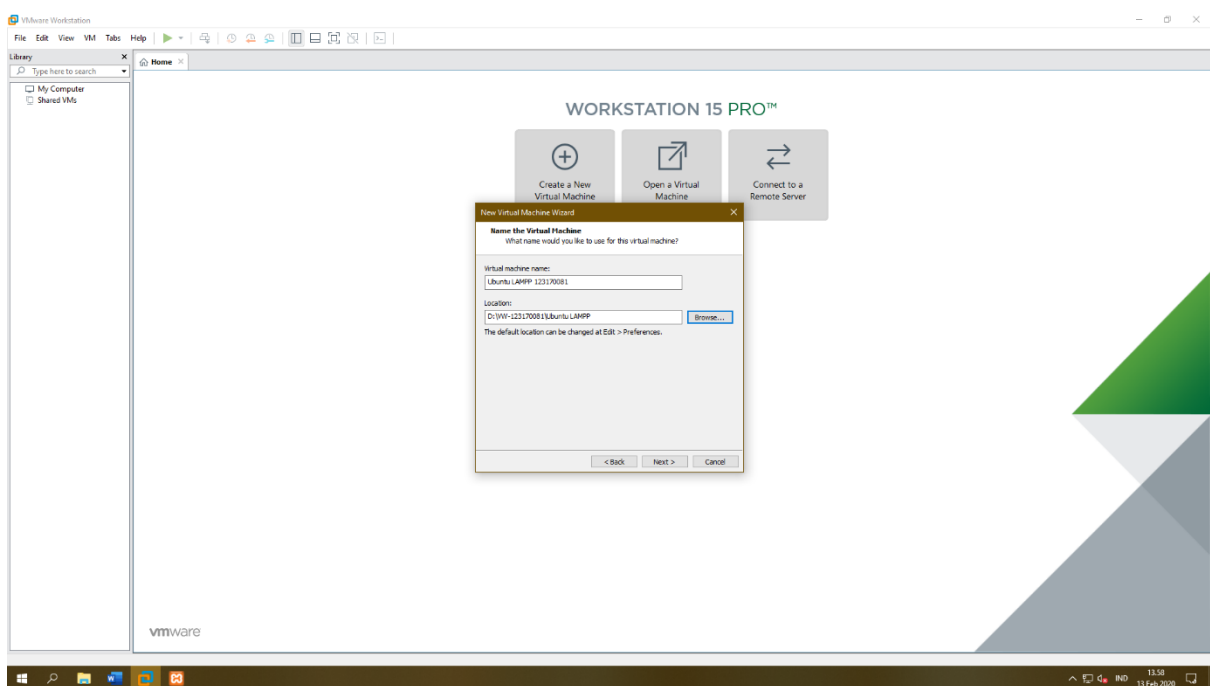 VMware Workstation
File Edit View VM Tabs Help
Library
Type here to search
My Computer
Shared VMs
Home
WORKSTATION 15 PRO™
Create a New
Virtual Machine
Open a Virtual
Machine
Connect to a
Remote Server
New Virtual Machine Wizard
Name the Virtual Machine
What name would you like to use for this virtual machine?
Virtual machine name:
Ubuntu LAMPP 123170081
Location:
D:\VW-123170081\Ubuntu LAMPP
Browse...
The default location can be changed at Edit > Preferences.
< Back Next > Cancel
vmware
IND
13.58
13 Feb 2020